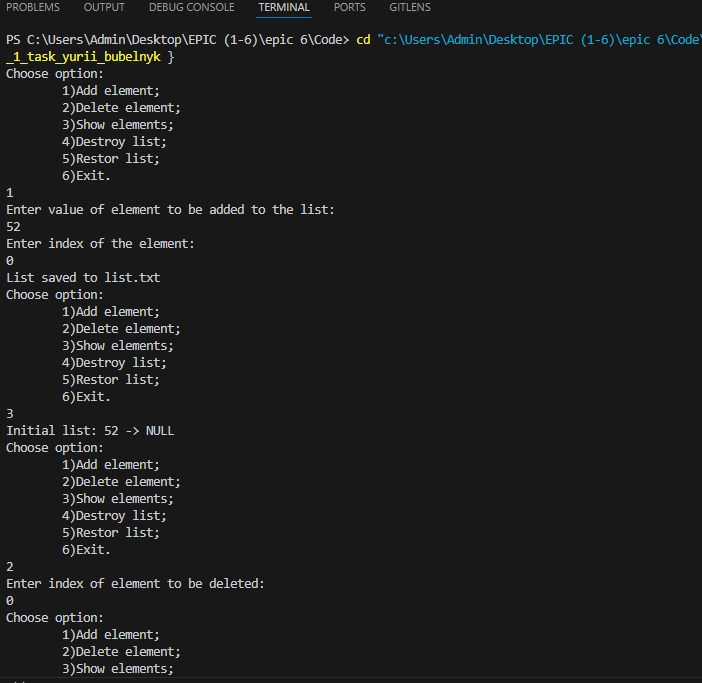 PROBLEMS OUTPUT DEBUG CONSOLE TERMINAL PORTS GITLENS
PS C:\Users\Admin\Desktop\EPIC (1-6)\epic 6\Code> cd "c:\Users\Admin\Desktop\EPIC (1-6)\epic 6\Code\
_1_task_yurii_bubelnyk }
Choose option:
1)Add element;
2)Delete element;
3)Show elements;
4)Destroy list;
5)Restor list;
6)Exit.
1
Enter value of element to be added to the list:
52
Enter index of the element:
0
List saved to list.txt
Choose option:
1)Add element;
2)Delete element;
3)Show elements;
4)Destroy list;
5)Restor list;
6)Exit.
3
Initial list: 52 -> NULL
Choose option:
1)Add element;
2)Delete element;
3)Show elements;
4)Destroy list;
5)Restor list;
6)Exit.
2
Enter index of element to be deleted:
0
Choose option:
1)Add element;
2)Delete element;
3)Show elements;